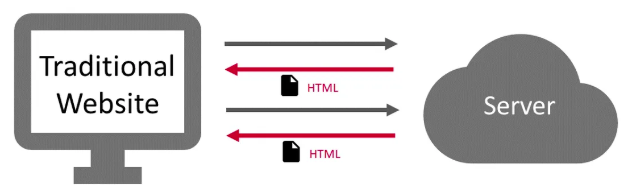 Traditional
Website
HTML
HTML
Server